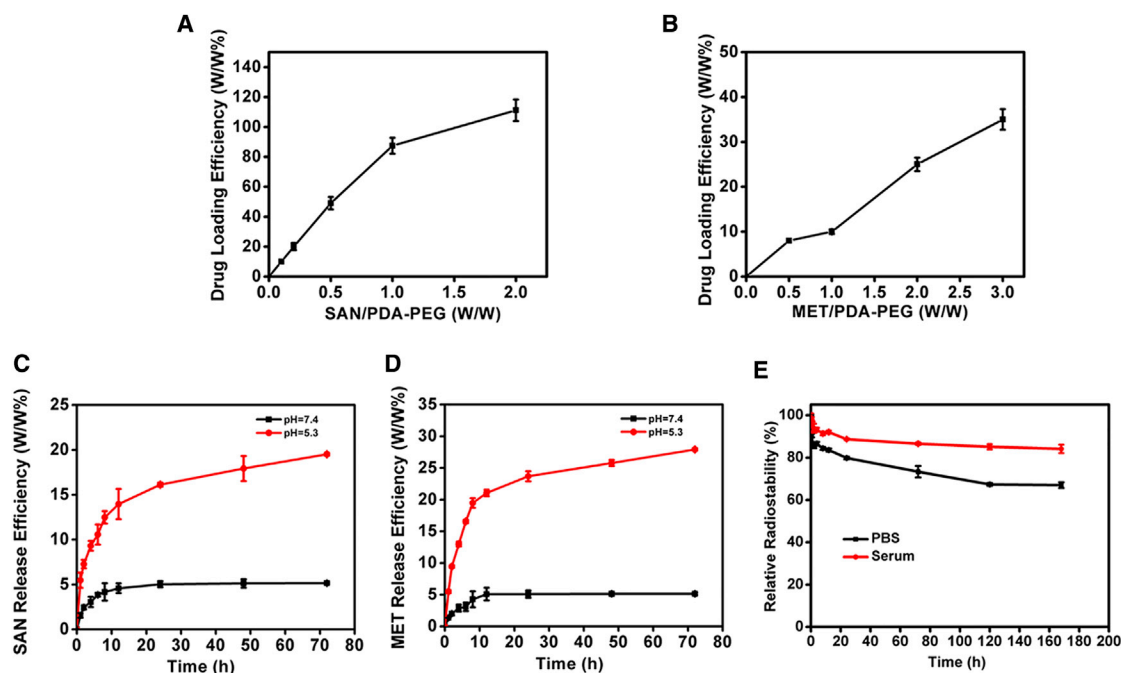 A
Drug Loading Efficiency (W/W%)
140
120
100
80
60
40
20
0
0.0 0.5 1.0 1.5 2.0
SAN/PDA-PEG (W/W)
B
Drug Loading Efficiency (W/W%)
50
40
30
20
10
0
0.0 0.5 1.0 1.5 2.0 2.5 3.0
MET/PDA-PEG (W/W)
C
SAN Release Efficiency (W/W%)
25
20
15
10
5
0
pH=7.4
pH=5.3
0 10 20 30 40 50 60 70 80
Time (h)
D
MET Release Efficiency (W/W%)
35
30
25
20
15
10
5
0
pH=7.4
pH=5.3
0 10 20 30 40 50 60 70 80
Time (h)
E
Relative Radiostability (%)
100
80
60
40
20
0
PBS
Serum
0 20 40 60 80 100 120 140 160 180 200
Time (h)